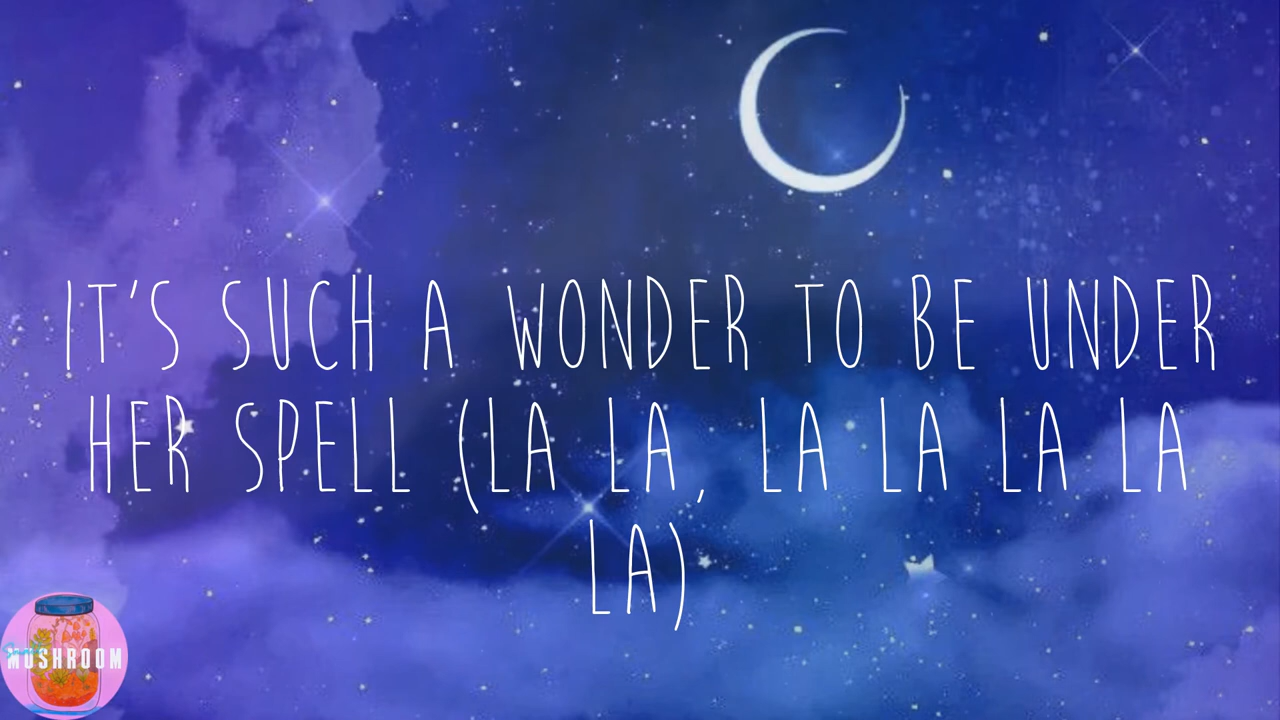 IT'S SUCH A WONDER TO BE UNDER
HER SPELL (LA LA, LA LA LA LA
LA)
MUSHROOM